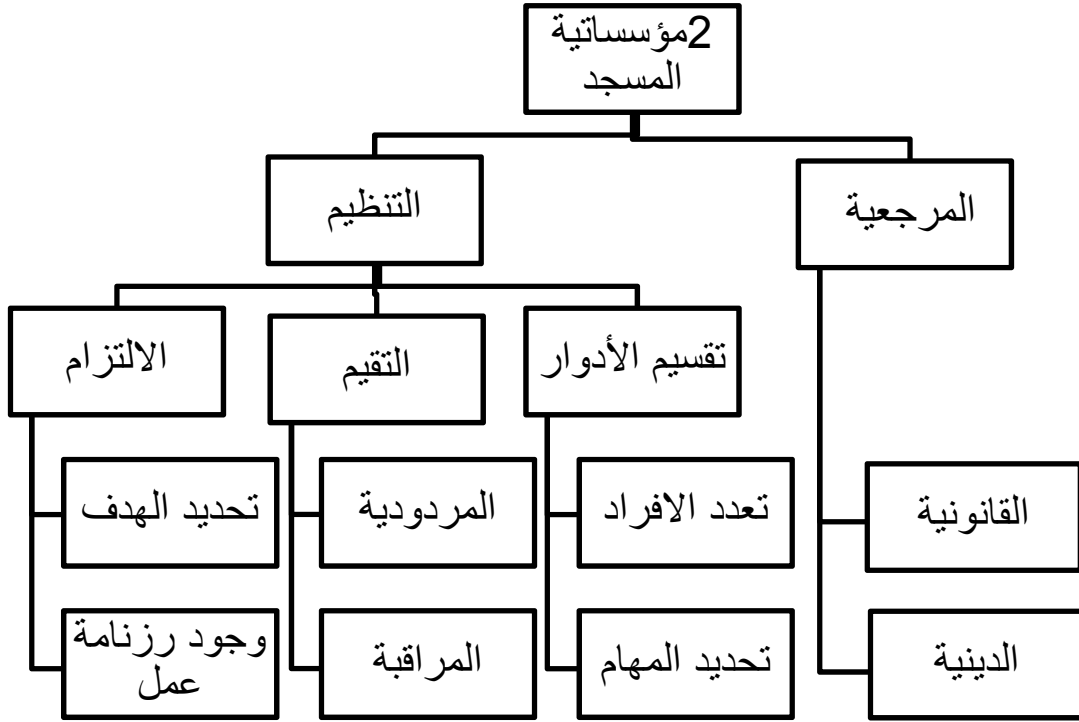 2مؤسساتية
المسجد
المرجعية
التنظيم
تقسيم الأدوار
التقيم
الالتزام
القانونية
تعدد الافراد
المردودية
تحديد الهدف
الدينية
تحديد المهام
المراقبة
وجود رزنامة
عمل